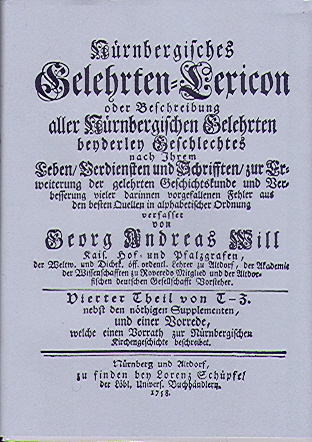 Nürnbergisches
Gelehrten-Lexicon
oder Beschreibung
aller Nürnbergischen Gelehrten
beyderley Geschlechtes
nach Ihrem
Leben/Verdiensten und Schrifften/zur Er-
weiterung der gelehrten Geschichtskunde und Ver-
besserung vieler darinnen vorgefallenen Fehler aus
den besten Quellen in alphabetischer Ordnung
verfasset
von
Georg Andreas Will
Kais. Hof- und Pfalzgrafen,
der Weltw. und Dichtk. öff. ordentl. Lehrer zu Altdorf, der Akademie
der Wissenschafften zu Roveredo Mitglied und der Altdor-
fischen deutschen Gesellschafft Vorsteher.
Vierter Theil von T-Z.
nebst den nöthigen Supplementen,
und einer Vorrede,
welche einen Vorrath zur Nürnbergischen
Kirchengeschichte beschreibet.
Nürnberg und Altdorf,
zu finden bey Lorenz Schüpfel
der Löbl. Univers. Buchhändlern.
1758.